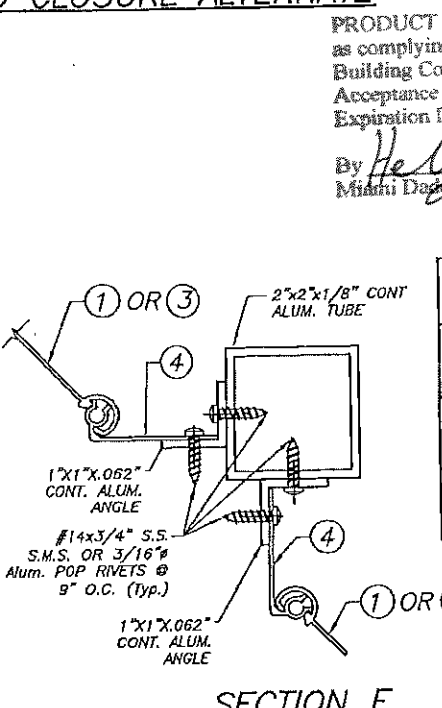 CLOSURE ALTERNATE
PRODUCT
as complyin
Building Co
Acceptance
Expiration D
By Hel
Miami Dad
1 OR 3
2"x2"x1/8" CONT
ALUM. TUBE
4
1"X1"X.062"
CONT. ALUM.
ANGLE
#14x3/4" S.S.
S.M.S. OR 3/16"ø
Alum. POP RIVETS @
9" O.C. (Typ.)
4
1"X1"X.062"
CONT. ALUM.
ANGLE
1 OR
SECTION E